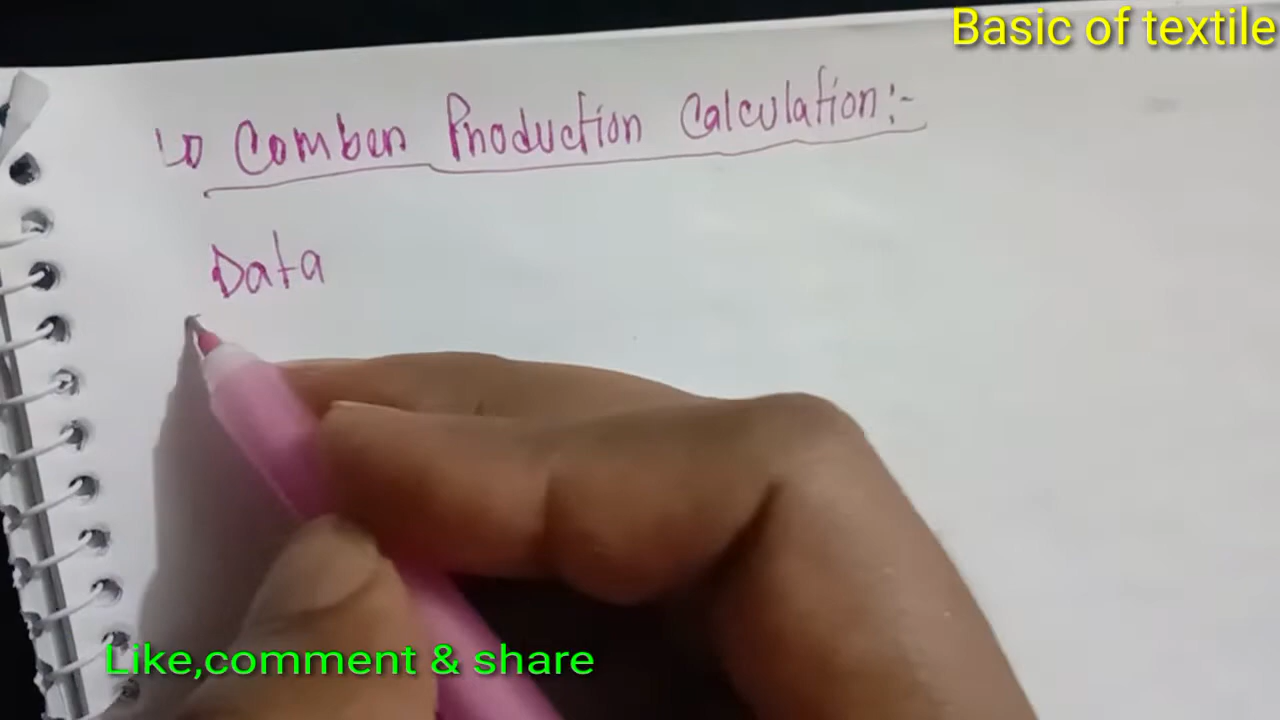 Basic of textile
Comber Production Calculation:-
Data
Like,comment & share